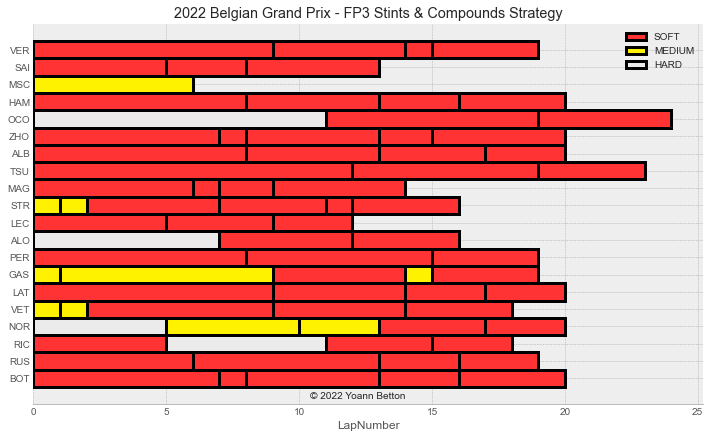 2022 Belgian Grand Prix - FP3 Stints & Compounds Strategy
SOFT
MEDIUM
HARD
VER
SAI
MSC
HAM
OCO
ZHO
ALB
TSU
MAG
STR
LEC
ALO
PER
GAS
LAT
VET
NOR
RIC
RUS
BOT
© 2022 Yoann Betton
0 5 10 15 20 25
LapNumber